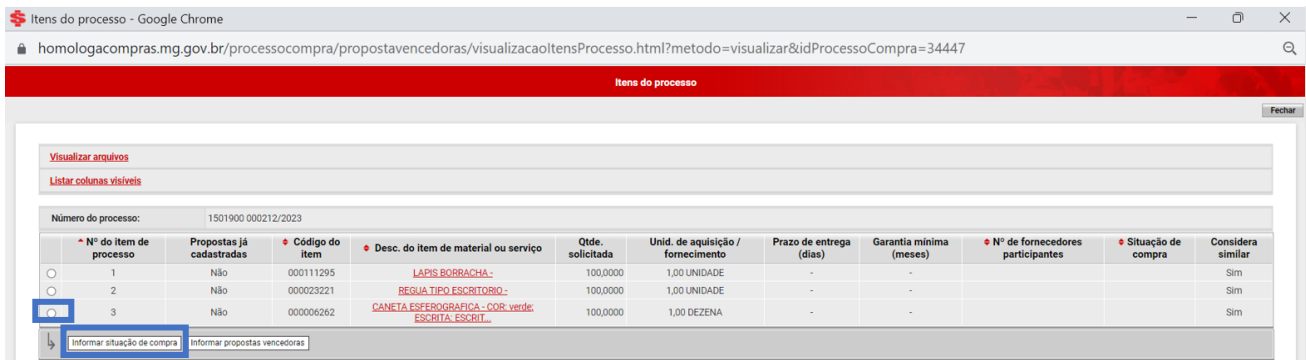 Itens do processo - Google Chrome
homologacompras.mg.gov.br/processocompra/propostavencedoras/visualizacaoItensProcesso.html?metodo=visualizar&idProcessoCompra=34447
Itens do processo
Fechar
Visualizar arquivos
Listar colunas visíveis
Número do processo: 1501900 000212/2023
Nº do item de processo Propostas já cadastradas Código do item Desc. do item de material ou serviço Qtde. solicitada Unid. de aquisição / fornecimento Prazo de entrega (dias) Garantia mínima (meses) Nº de fornecedores participantes Situação de compra Considera similar
1 Não 000111295 LAPIS BORRACHA - 100,0000 1,00 UNIDADE - - Sim
2 Não 000023221 REGUA TIPO ESCRITORIO - 100,0000 1,00 UNIDADE - - Sim
3 Não 000006262 CANETA ESFEROGRAFICA - COR: verde; ESCRITA: ESCRIT... 100,0000 1,00 DEZENA - - Sim
Informar situação de compra Informar propostas vencedoras